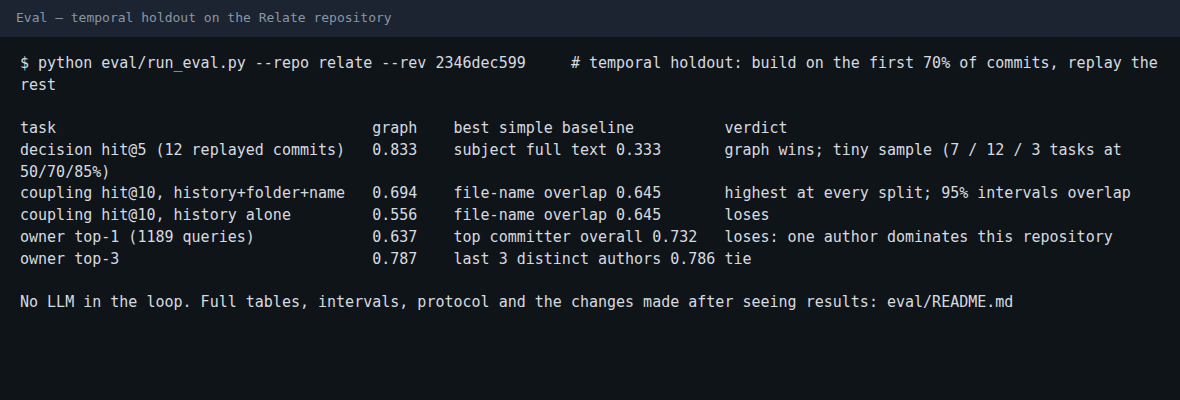 Eval — temporal holdout on the Relate repository
$ python eval/run_eval.py --repo relate --rev 2346dec599     # temporal holdout: build on the first 70% of commits, replay the
rest
task                                   graph    best simple baseline          verdict
decision hit@5 (12 replayed commits)   0.833    subject full text 0.333       graph wins; tiny sample (7 / 12 / 3 tasks at
50/70/85%)
coupling hit@10, history+folder+name   0.694    file-name overlap 0.645       highest at every split; 95% intervals overlap
coupling hit@10, history alone         0.556    file-name overlap 0.645       loses
owner top-1 (1189 queries)             0.637    top committer overall 0.732   loses: one author dominates this repository
owner top-3                            0.787    last 3 distinct authors 0.786 tie
No LLM in the loop. Full tables, intervals, protocol and the changes made after seeing results: eval/README.md